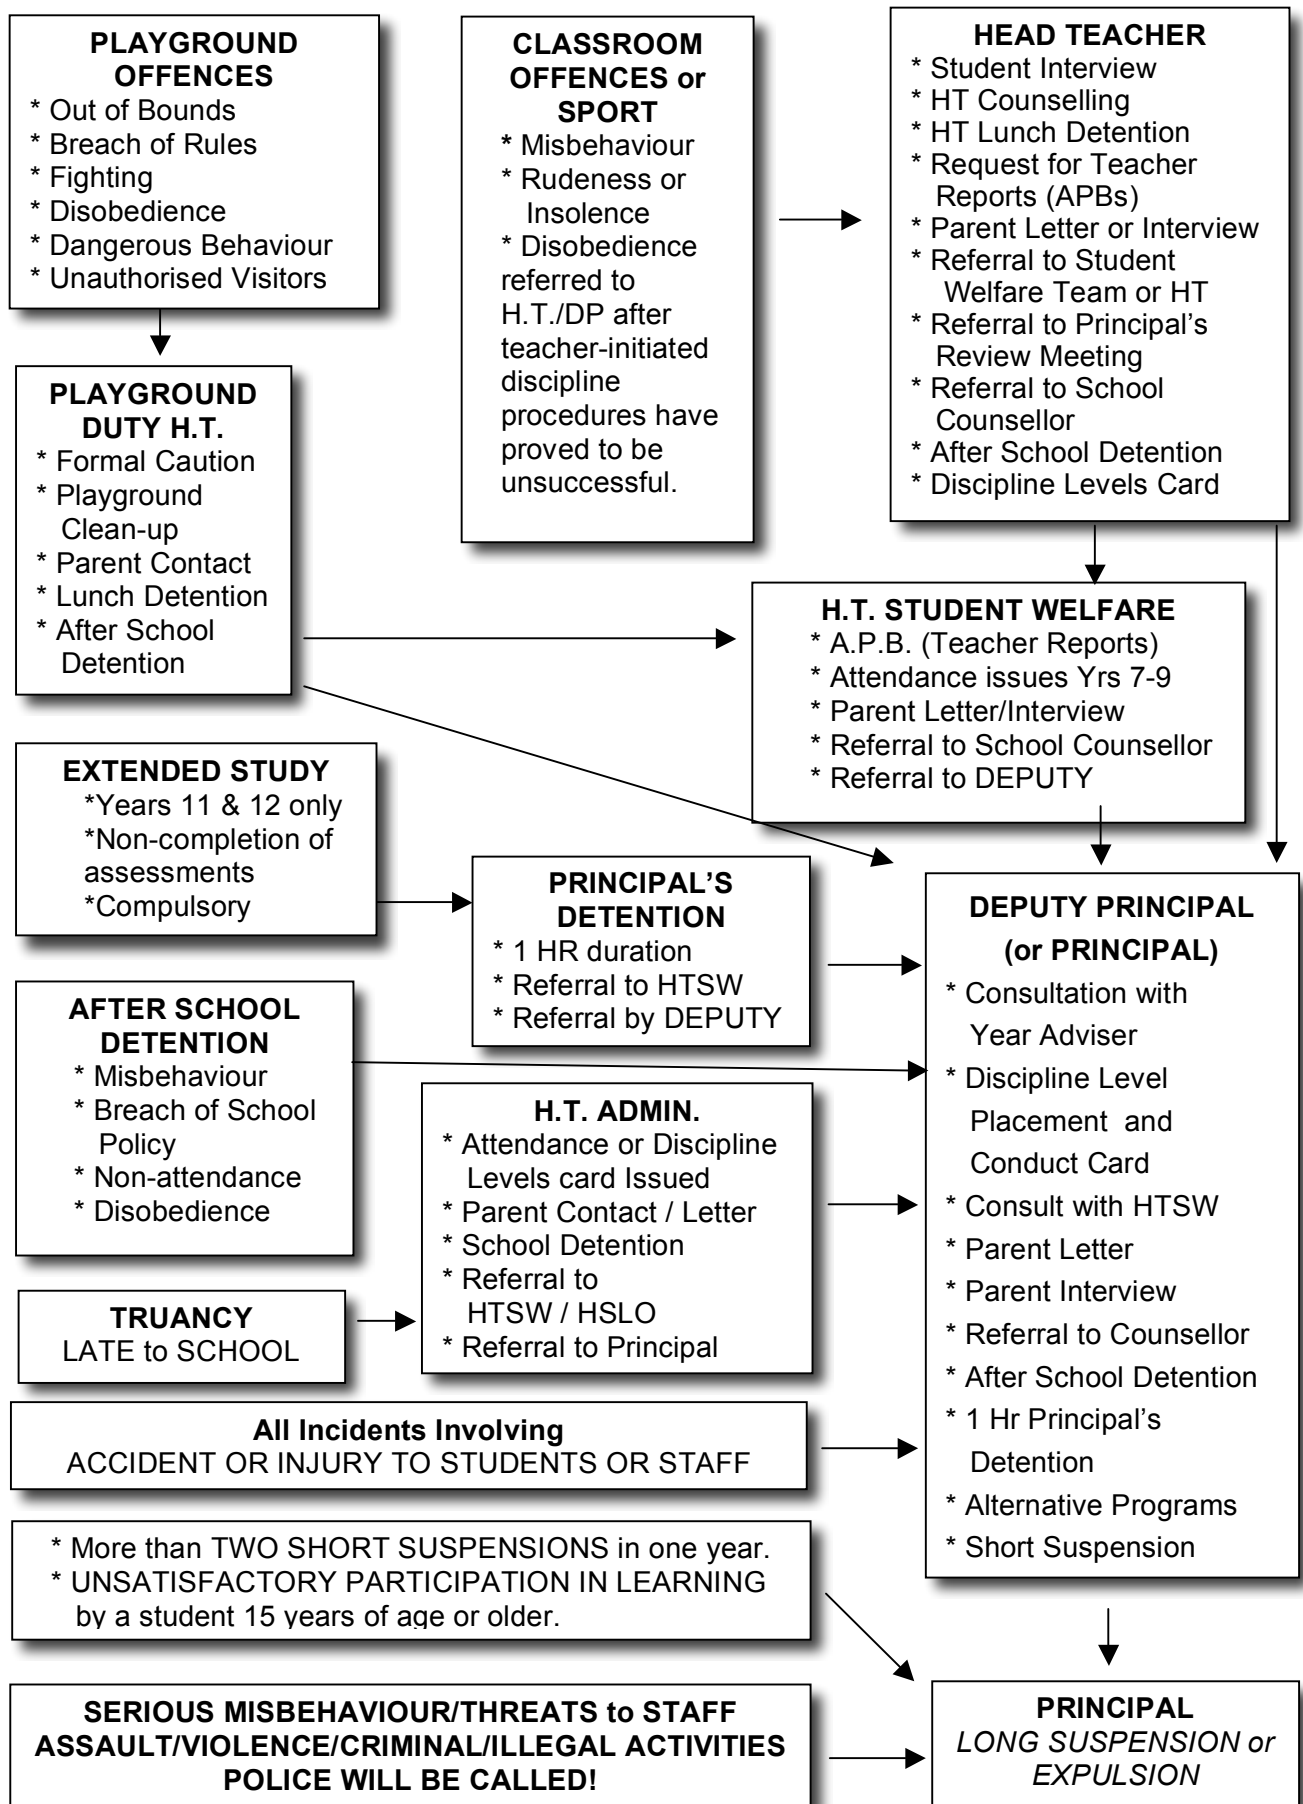 PLAYGROUND
OFFENCES
* Out of Bounds
* Breach of Rules
* Fighting
* Disobedience
* Dangerous Behaviour
* Unauthorised Visitors
CLASSROOM
OFFENCES or
SPORT
* Misbehaviour
* Rudeness or
Insolence
* Disobedience
referred to
H.T./DP after
teacher-initiated
discipline
procedures have
proved to be
unsuccessful.
HEAD TEACHER
* Student Interview
* HT Counselling
* HT Lunch Detention
* Request for Teacher
Reports (APBs)
* Parent Letter or Interview
* Referral to Student
Welfare Team or HT
* Referral to Principal's
Review Meeting
* Referral to School
Counsellor
* After School Detention
* Discipline Levels Card
PLAYGROUND
DUTY H.T.
* Formal Caution
* Playground
Clean-up
* Parent Contact
* Lunch Detention
* After School
Detention
H.T. STUDENT WELFARE
* A.P.B. (Teacher Reports)
* Attendance issues Yrs 7-9
* Parent Letter/Interview
* Referral to School Counsellor
* Referral to DEPUTY
EXTENDED STUDY
*Years 11 & 12 only
*Non-completion of
assessments
*Compulsory
PRINCIPAL'S
DETENTION
* 1 HR duration
* Referral to HTSW
* Referral by DEPUTY
DEPUTY PRINCIPAL
(or PRINCIPAL)
* Consultation with
Year Adviser
* Discipline Level
Placement and
Conduct Card
* Consult with HTSW
* Parent Letter
* Parent Interview
* Referral to Counsellor
* After School Detention
* 1 Hr Principal's
Detention
* Alternative Programs
* Short Suspension
AFTER SCHOOL
DETENTION
* Misbehaviour
* Breach of School
Policy
* Non-attendance
* Disobedience
H.T. ADMIN.
* Attendance or Discipline
Levels card Issued
* Parent Contact / Letter
* School Detention
* Referral to
HTSW / HSLO
* Referral to Principal
TRUANCY
LATE to SCHOOL
All Incidents Involving
ACCIDENT OR INJURY TO STUDENTS OR STAFF
* More than TWO SHORT SUSPENSIONS in one year.
* UNSATISFACTORY PARTICIPATION IN LEARNING
by a student 15 years of age or older.
SERIOUS MISBEHAVIOUR/THREATS to STAFF
ASSAULT/VIOLENCE/CRIMINAL/ILLEGAL ACTIVITIES
POLICE WILL BE CALLED!
PRINCIPAL
LONG SUSPENSION or
EXPULSION